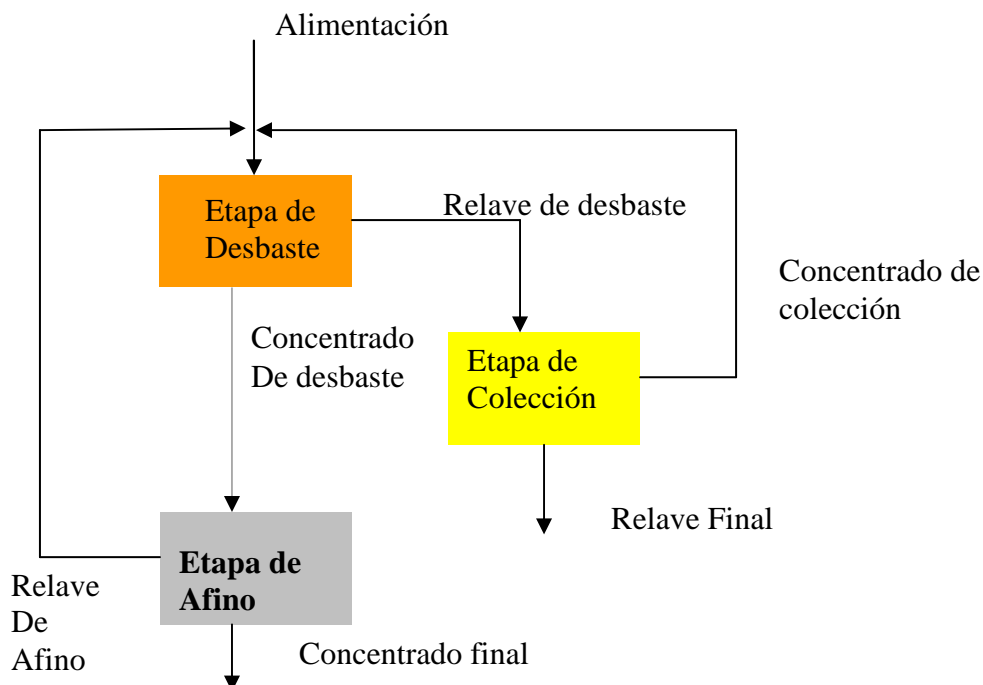 Alimentación
Etapa de
Desbaste
Relave de desbaste
Concentrado de
colección
Concentrado
De desbaste
Etapa de
Colección
Relave Final
Etapa de
Afino
Relave
De
Afino
Concentrado final